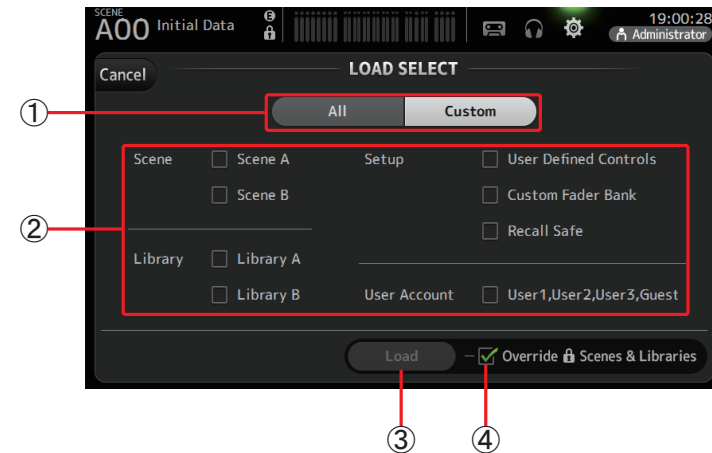 SCENE
A00 Initial Data
E
19:00:28
Administrator
Cancel
LOAD SELECT
① All Custom
Scene Scene A Setup User Defined Controls
Scene B Custom Fader Bank
②
Recall Safe
Library Library A
Library B User Account User1,User2,User3,Guest
Load Override Scenes & Libraries
③ ④